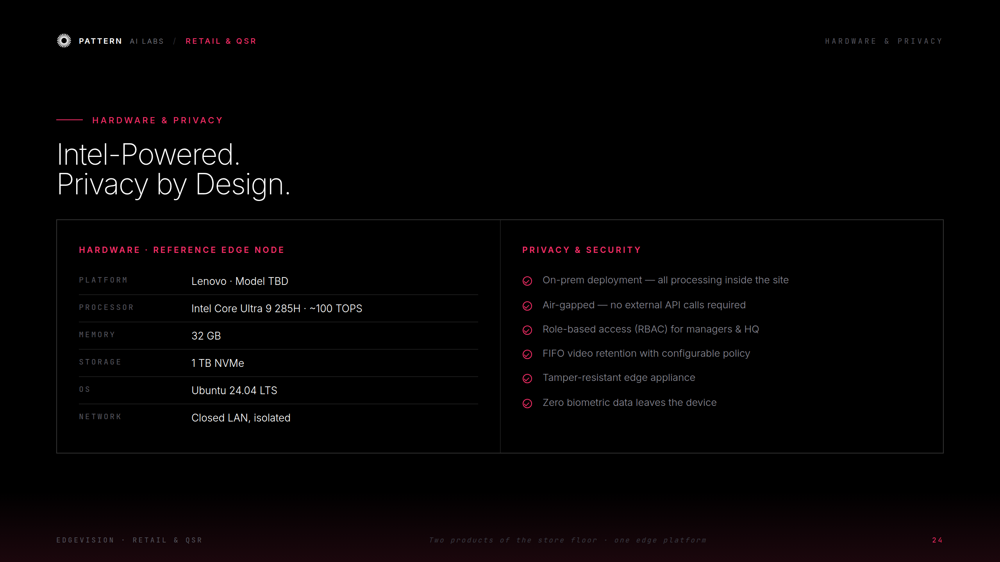 PATTERN AI LABS / RETAIL & QSR
HARDWARE & PRIVACY
HARDWARE & PRIVACY
Intel-Powered.
Privacy by Design.
HARDWARE · REFERENCE EDGE NODE
PLATFORM Lenovo · Model TBD
PROCESSOR Intel Core Ultra 9 285H · ~100 TOPS
MEMORY 32 GB
STORAGE 1 TB NVMe
OS Ubuntu 24.04 LTS
NETWORK Closed LAN, isolated
PRIVACY & SECURITY
On-prem deployment — all processing inside the site
Air-gapped — no external API calls required
Role-based access (RBAC) for managers & HQ
FIFO video retention with configurable policy
Tamper-resistant edge appliance
Zero biometric data leaves the device
EDGEVISION · RETAIL & QSR
Two products of the store floor · one edge platform
24